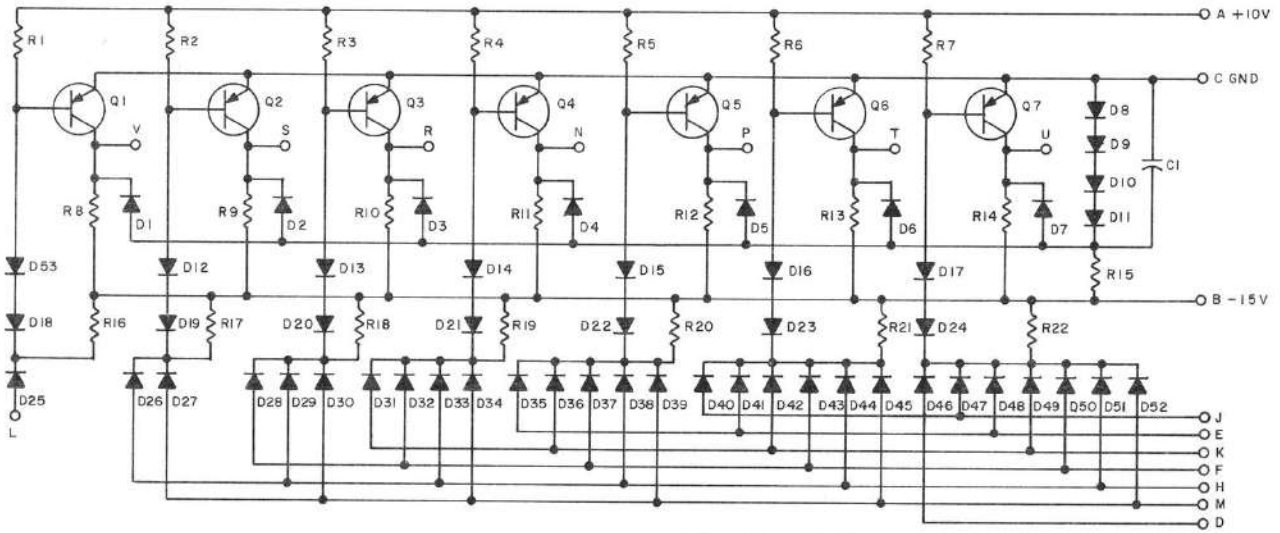 A +10V
R1 R2 R3 R4 R5 R6 R7
C GND
Q1 Q2 Q3 Q4 Q5 Q6 Q7
D8
V S R N P T U
D9
C1
D10
R8 R9 R10 R11 R12 R13 R14
D1 D2 D3 D4 D5 D6 D7
D11
D53 D12 D13 D14 D15 D16 D17
R15
B -15V
D18 R16 D19 R17 D20 R18 D21 R19 D22 R20 D23 R21 D24 R22
D25 D26 D27 D28 D29 D30 D31 D32 D33 D34 D35 D36 D37 D38 D39 D40 D41 D42 D43 D44 D45 D46 D47 D48 D49 D50 D51 D52
L
J
E
K
F
H
M
D